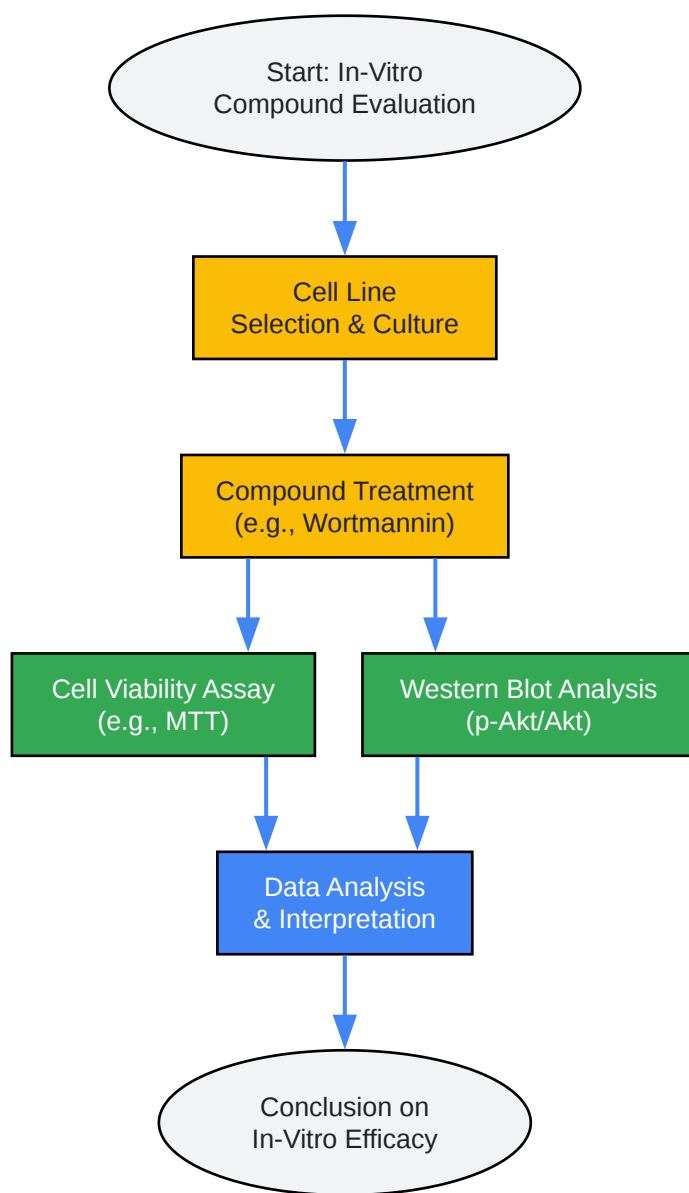 Start: In-Vitro
Compound Evaluation
Cell Line
Selection & Culture
Compound Treatment
(e.g., Wortmannin)
Cell Viability Assay
(e.g., MTT)
Western Blot Analysis
(p-Akt/Akt)
Data Analysis
& Interpretation
Conclusion on
In-Vitro Efficacy